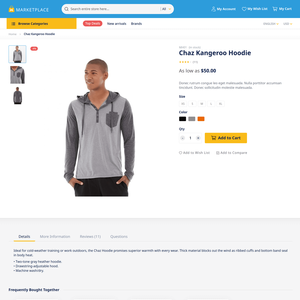 MARKETPLACE
Search entire store here...
My Wish List
My Account
My Cart
Browse Categories
Top Deals
New arrivals
Brands
Home
Chaz Kangeroo Hoodie
Chaz Kangeroo Hoodie
As low as $50.00
Size
XS S M L XL
Color
Qty
1
Add to Cart
Add to Wish List
Add to Compare
Details
More Information
Reviews
Questions
Ideal for cold-weather training or work outdoors, the Chaz Hoodie promises superior warmth with every wear. Thick material blocks out the wind as ribbed cuffs and bottom band seal
in body heat.
• Two-tone gray heather hoodie.
• Drawstring-adjustable hood.
• Machine wash/dry.
Frequently Bought Together